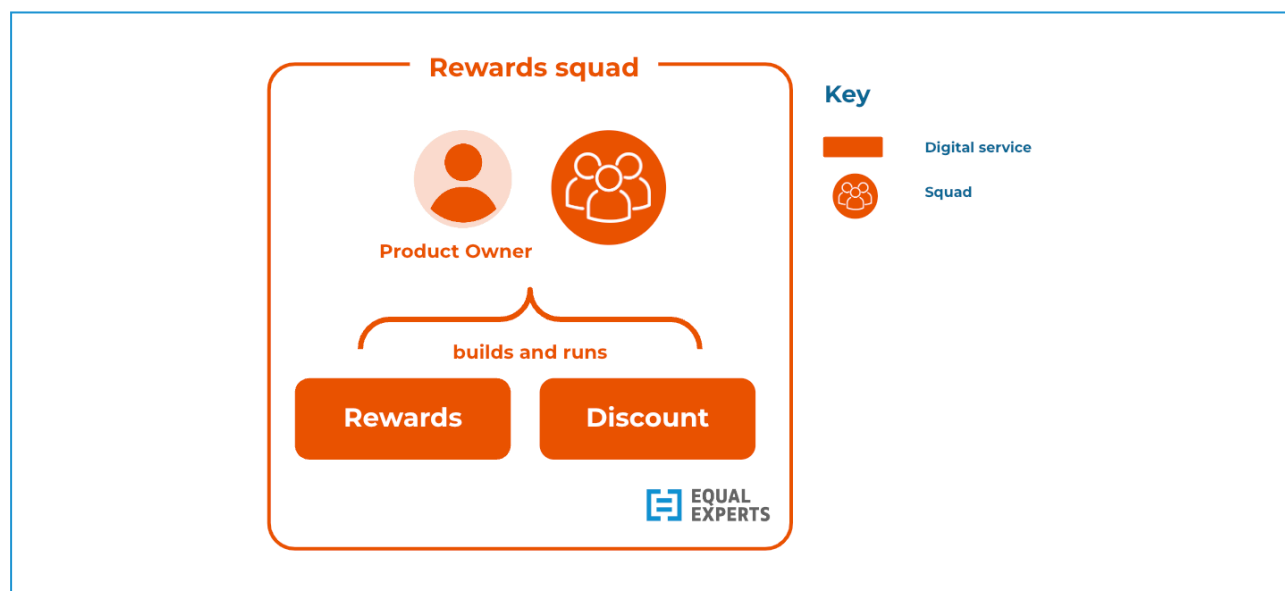 Rewards squad
Key
Digital service
Squad
Product Owner
builds and runs
Rewards
Discount
EQUAL
EXPERTS